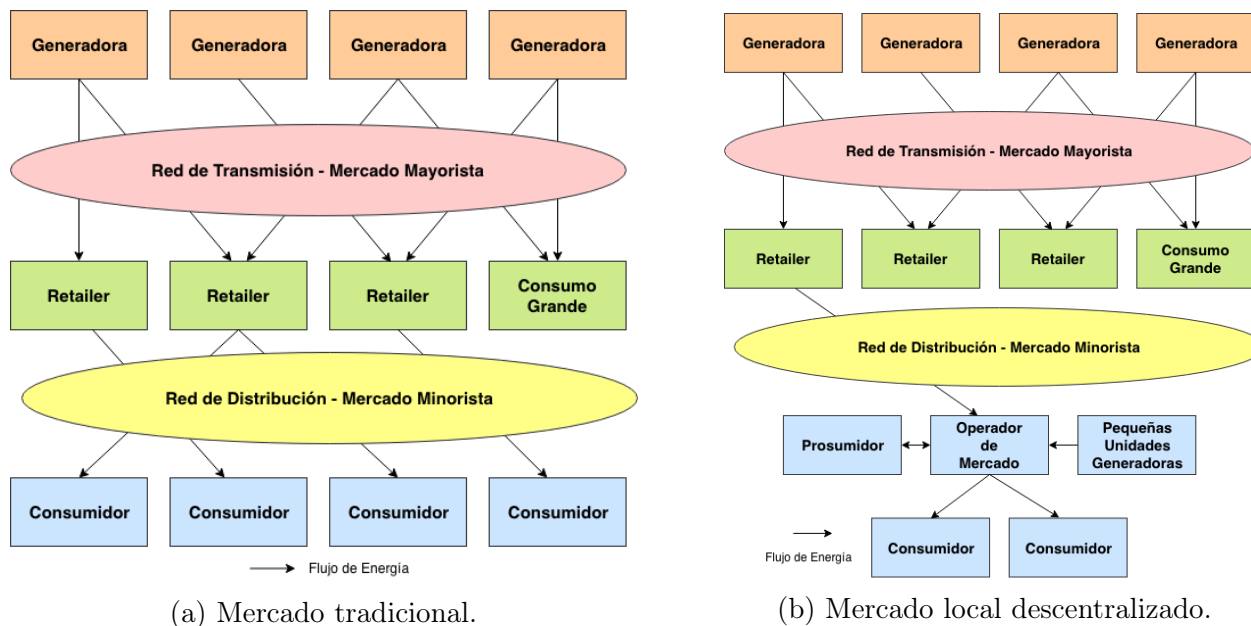 Generadora
Generadora
Generadora
Generadora
Red de Transmisión - Mercado Mayorista
Retailer
Retailer
Retailer
Consumo
Grande
Red de Distribución - Mercado Minorista
Consumidor
Consumidor
Consumidor
Consumidor
Flujo de Energía
(a) Mercado tradicional.
Generadora
Generadora
Generadora
Generadora
Red de Transmisión - Mercado Mayorista
Retailer
Retailer
Retailer
Consumo
Grande
Red de Distribución - Mercado Minorista
Prosumidor
Operador
de
Mercado
Pequeñas
Unidades
Generadoras
Flujo de Energía
Consumidor
Consumidor
(b) Mercado local descentralizado.